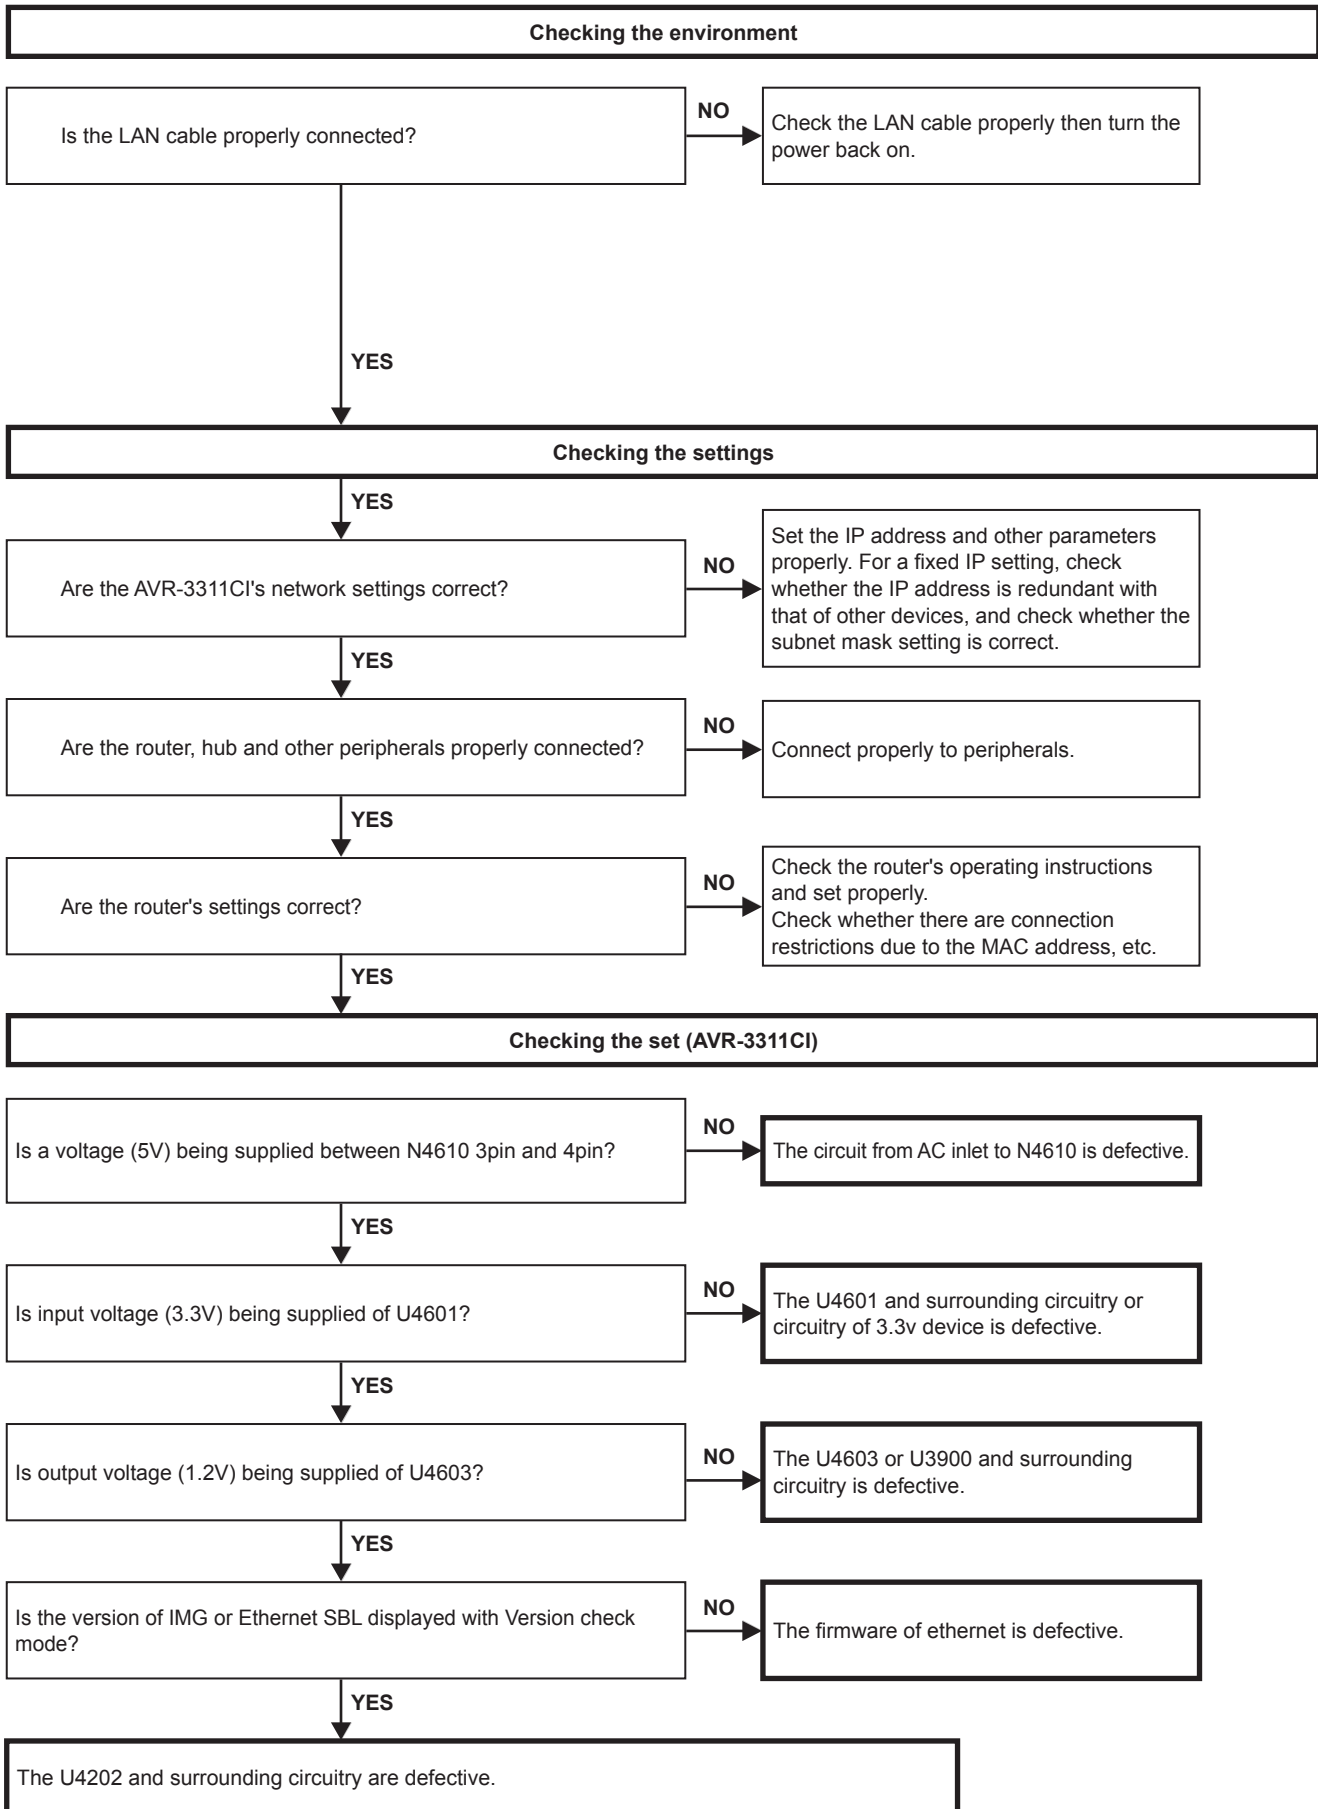 Checking the environment
Is the LAN cable properly connected?
NO
Check the LAN cable properly then turn the
power back on.
YES
Checking the settings
YES
Are the AVR-3311CI's network settings correct?
NO
Set the IP address and other parameters
properly. For a fixed IP setting, check
whether the IP address is redundant with
that of other devices, and check whether the
subnet mask setting is correct.
YES
Are the router, hub and other peripherals properly connected?
NO
Connect properly to peripherals.
YES
Are the router's settings correct?
NO
Check the router's operating instructions
and set properly.
Check whether there are connection
restrictions due to the MAC address, etc.
YES
Checking the set (AVR-3311CI)
Is a voltage (5V) being supplied between N4610 3pin and 4pin?
NO
The circuit from AC inlet to N4610 is defective.
YES
Is input voltage (3.3V) being supplied of U4601?
NO
The U4601 and surrounding circuitry or
circuitry of 3.3v device is defective.
YES
Is output voltage (1.2V) being supplied of U4603?
NO
The U4603 or U3900 and surrounding
circuitry is defective.
YES
Is the version of IMG or Ethernet SBL displayed with Version check
mode?
NO
The firmware of ethernet is defective.
YES
The U4202 and surrounding circuitry are defective.